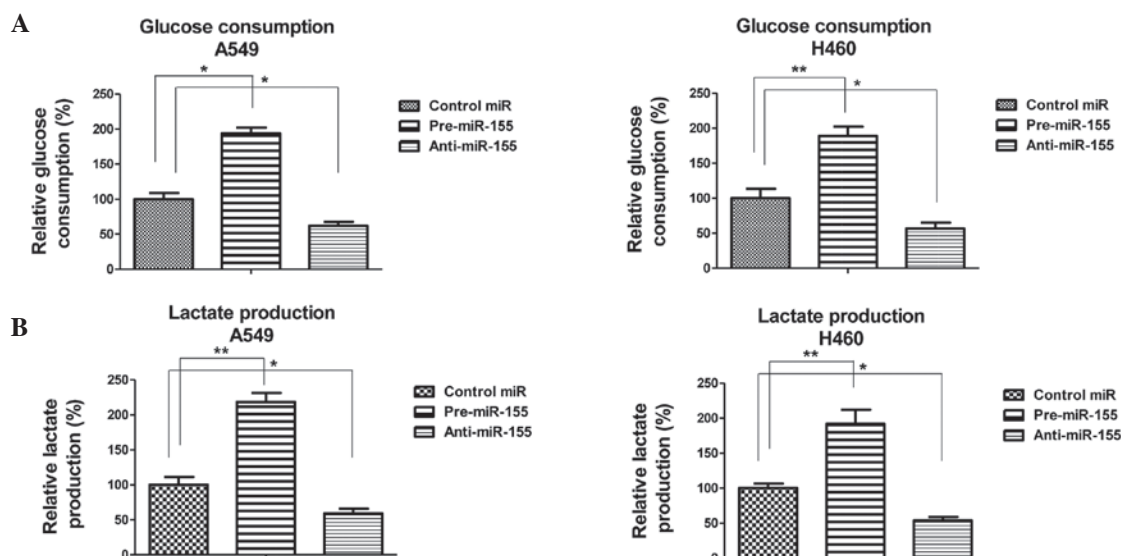 A
Glucose consumption
A549
*
*
Relative glucose
consumption (%)
250
200
150
100
50
0
Control miR
Pre-miR-155
Anti-miR-155
Glucose consumption
H460
**
*
Relative glucose
consumption (%)
250
200
150
100
50
0
Control miR
Pre-miR-155
Anti-miR-155
B
Lactate production
A549
**
*
Relative lactate
production (%)
250
200
150
100
50
0
Control miR
Pre-miR-155
Anti-miR-155
Lactate production
H460
**
*
Relative lactate
production (%)
250
200
150
100
50
0
Control miR
Pre-miR-155
Anti-miR-155